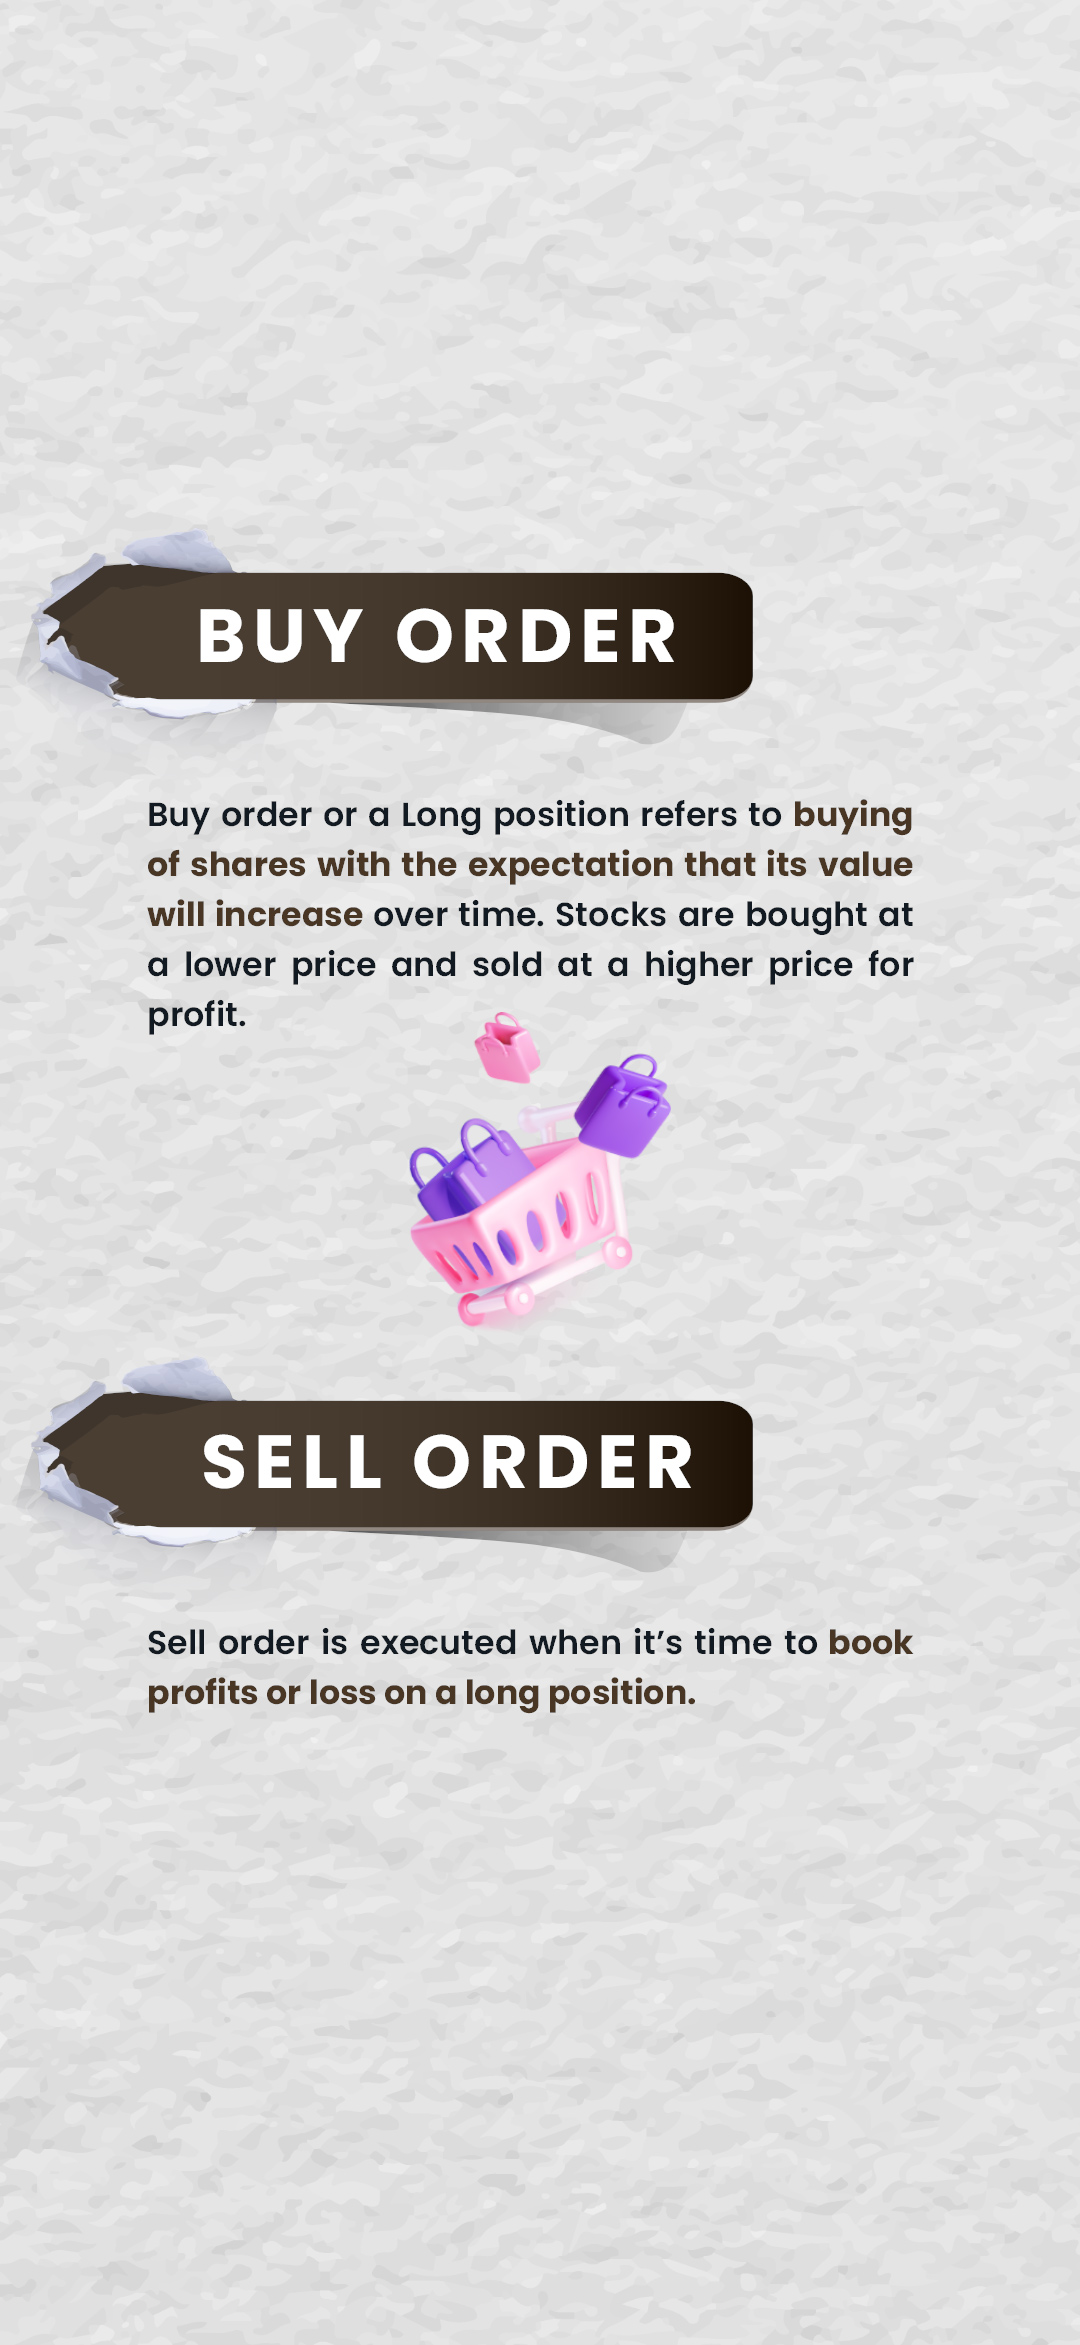 BUY ORDER
Buy order or a Long position refers to buying
of shares with the expectation that its value
will increase over time. Stocks are bought at
a lower price and sold at a higher price for
profit.
SELL ORDER
Sell order is executed when it’s time to book
profits or loss on a long position.